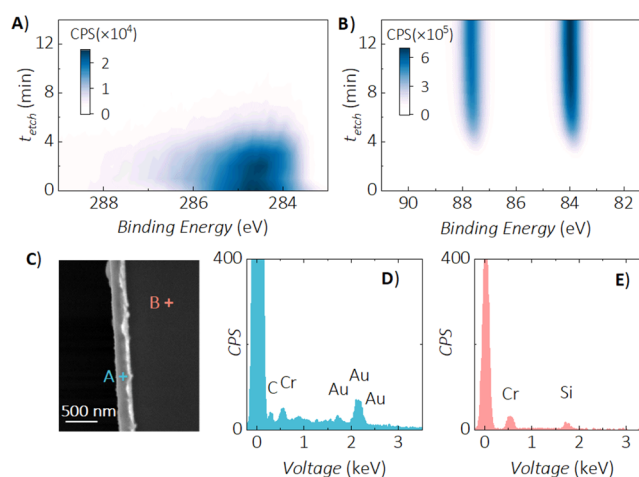 A)
CPS(×10⁴)
2
1
0
t_etch (min)
12
8
4
0
288
286
284
Binding Energy (eV)
B)
CPS(×10⁵)
6
3
0
t_etch (min)
12
8
4
0
90
88
86
84
82
Binding Energy (eV)
C)
B +
A +
500 nm
D)
CPS
400
200
0
C
Cr
Au
Au
Au
0
1
2
3
Voltage (keV)
E)
CPS
400
200
0
Cr
Si
0
1
2
3
Voltage (keV)